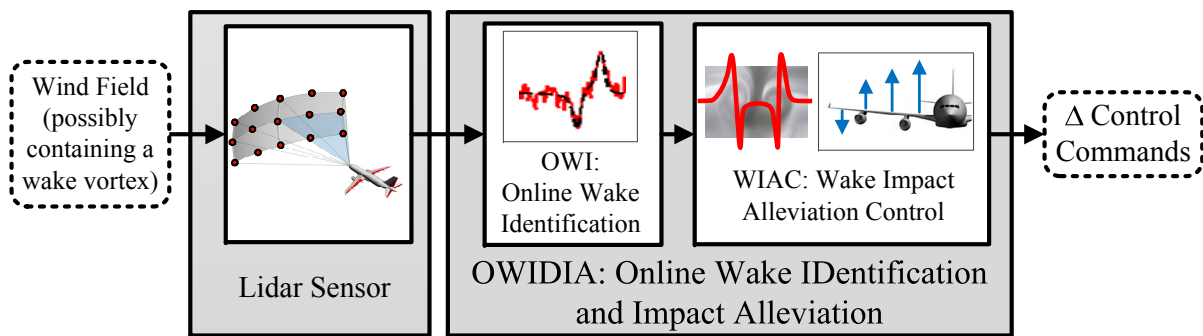 Wind Field
(possibly
containing a
wake vortex)
Lidar Sensor
OWI:
Online Wake
Identification
WIAC: Wake Impact
Alleviation Control
OWIDIA: Online Wake IDentification
and Impact Alleviation
Δ Control
Commands